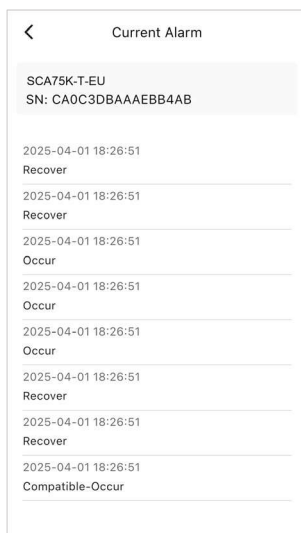 Current Alarm
SCA75K-T-EU
SN: CA0C3DBAAAEBB4AB
2025-04-01 18:26:51
Recover
2025-04-01 18:26:51
Recover
2025-04-01 18:26:51
Occur
2025-04-01 18:26:51
Occur
2025-04-01 18:26:51
Occur
2025-04-01 18:26:51
Recover
2025-04-01 18:26:51
Recover
2025-04-01 18:26:51
Compatible-Occur